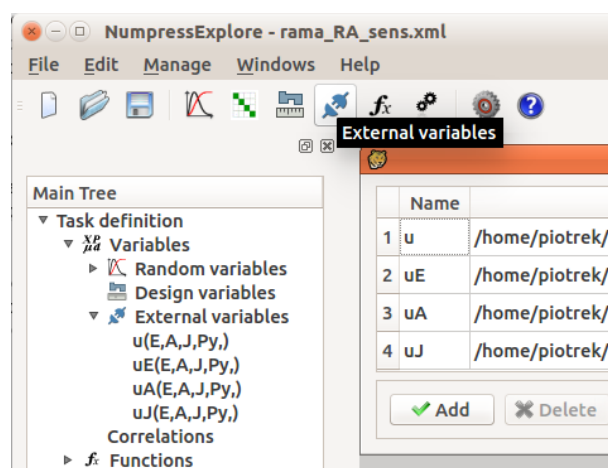 NumpressExplore - rama_RA_sens.xml
File Edit Manage Windows Help
fx
External variables
Main Tree
Task definition
Variables
Random variables
Design variables
External variables
u(E,A,J,Py,)
uE(E,A,J,Py,)
uA(E,A,J,Py,)
uJ(E,A,J,Py,)
Correlations
fx Functions
Name
1 u /home/piotrek/
2 uE /home/piotrek/
3 uA /home/piotrek/
4 uJ /home/piotrek/
Add Delete